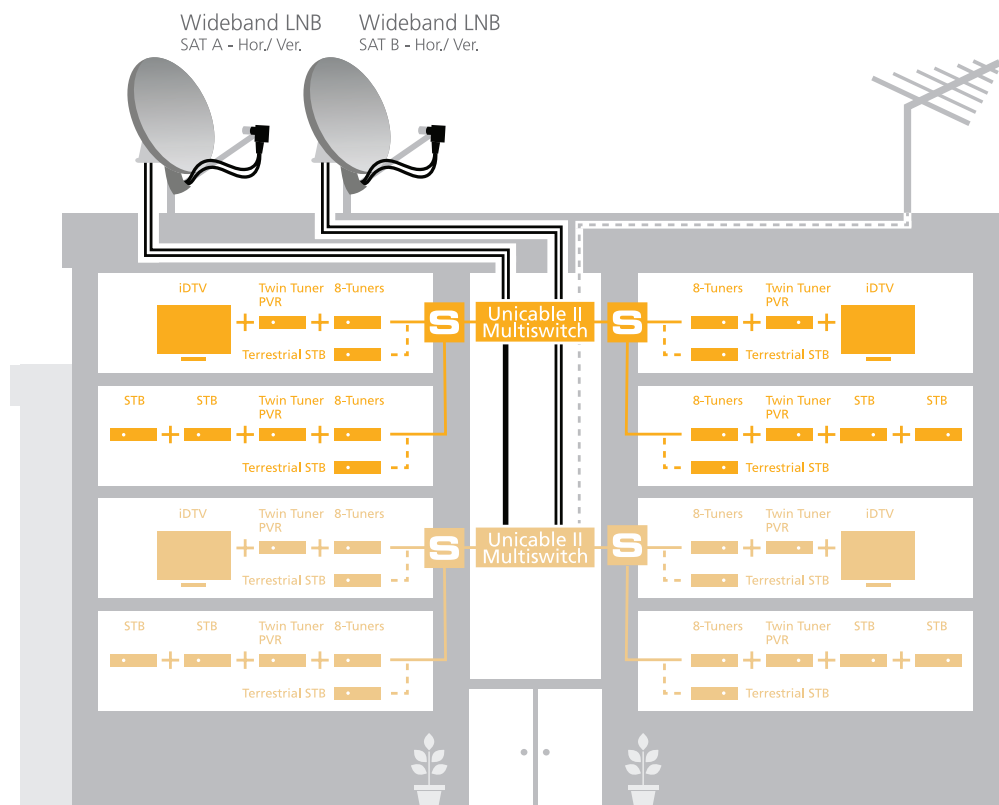 Wideband LNB
SAT A - Hor./ Ver.
Wideband LNB
SAT B - Hor./ Ver.
iDTV
Twin Tuner
PVR
8-Tuners
Terrestrial STB
S
Unicable II
Multiswitch
S
8-Tuners
Twin Tuner
PVR
iDTV
Terrestrial STB
STB
STB
Twin Tuner
PVR
8-Tuners
Terrestrial STB
8-Tuners
Twin Tuner
PVR
STB
STB
Terrestrial STB
iDTV
Twin Tuner
PVR
8-Tuners
Terrestrial STB
S
Unicable II
Multiswitch
S
8-Tuners
Twin Tuner
PVR
iDTV
Terrestrial STB
STB
STB
Twin Tuner
PVR
8-Tuners
Terrestrial STB
8-Tuners
Twin Tuner
PVR
STB
STB
Terrestrial STB